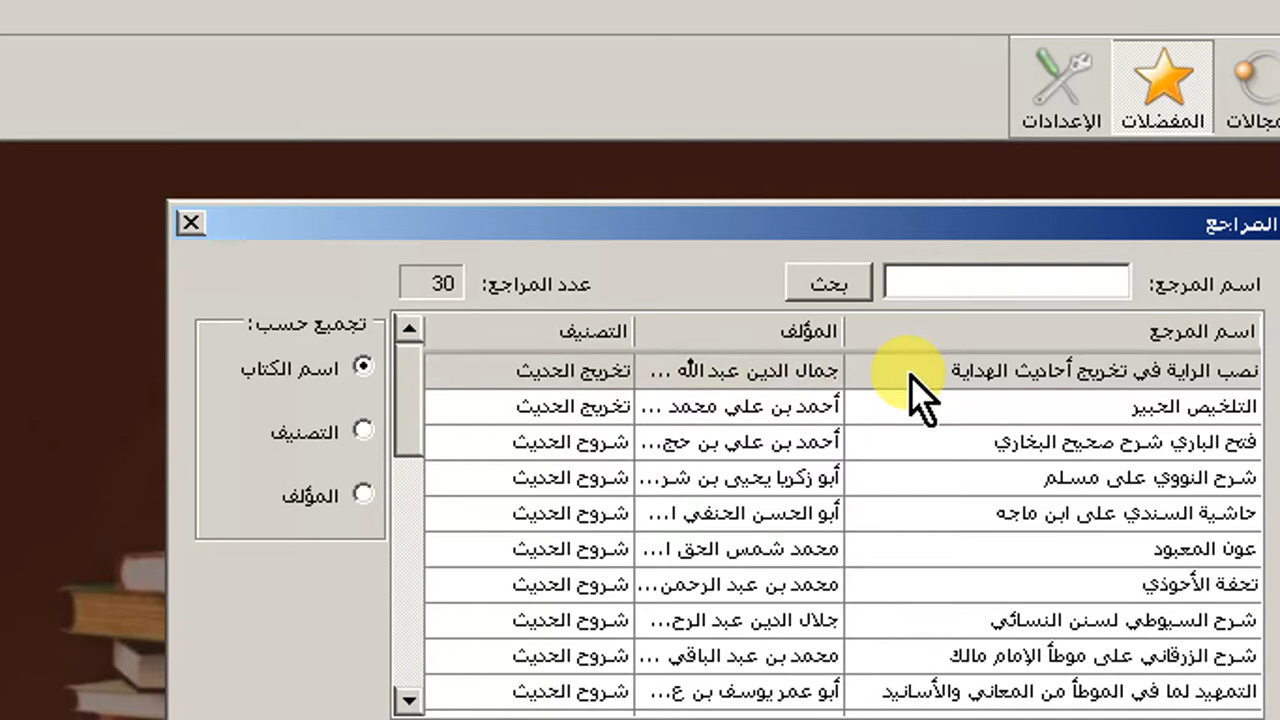 المفضلات
الإعدادات
المراجع
اسم المرجع:
بحث
عدد المراجع:
30
اسم المرجع المؤلف التصنيف
نصب الراية في تخريج أحاديث الهداية جمال الدين عبد الله ... تخريج الحديث
التلخيص الحبير أحمد بن علي محمد ... تخريج الحديث
فتح الباري شرح صحيح البخاري أحمد بن علي بن حج... شروح الحديث
شرح النووي على مسلم أبو زكريا يحيى بن شر... شروح الحديث
حاشية السندي على ابن ماجه أبو الحسن الحنفي ا... شروح الحديث
عون المعبود محمد شمس الحق ا... شروح الحديث
تحفة الأحوذي محمد بن عبد الرحمن... شروح الحديث
شرح السيوطي لسنن النسائي جلال الدين عبد الرح... شروح الحديث
شرح الزرقاني على موطأ الإمام مالك محمد بن عبد الباقي ... شروح الحديث
التمهيد لما في الموطأ من المعاني والأسانيد أبو عمر يوسف بن ع... شروح الحديث
تجميع حسب:
اسم الكتاب
التصنيف
المؤلف